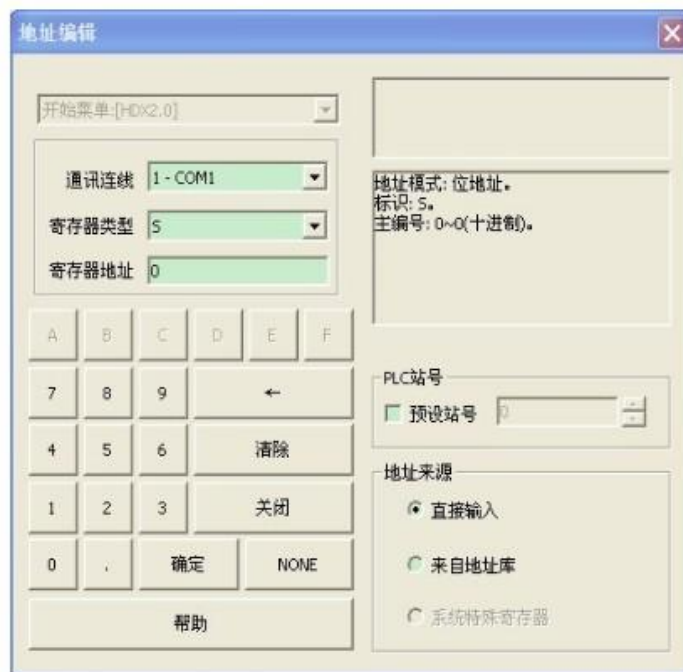 地址编辑
开始菜单:[HDX2.0]
通讯连线 1 - COM1
寄存器类型 S
寄存器地址 0
A B C D E F
7 8 9 ←
4 5 6 清除
1 2 3 关闭
0 . 确定 NONE
帮助
地址模式: 位地址。
标识: S。
主编号: 0~0(十进制)。
PLC站号
预设站号 0
地址来源
直接输入
来自地址库
系统特殊寄存器